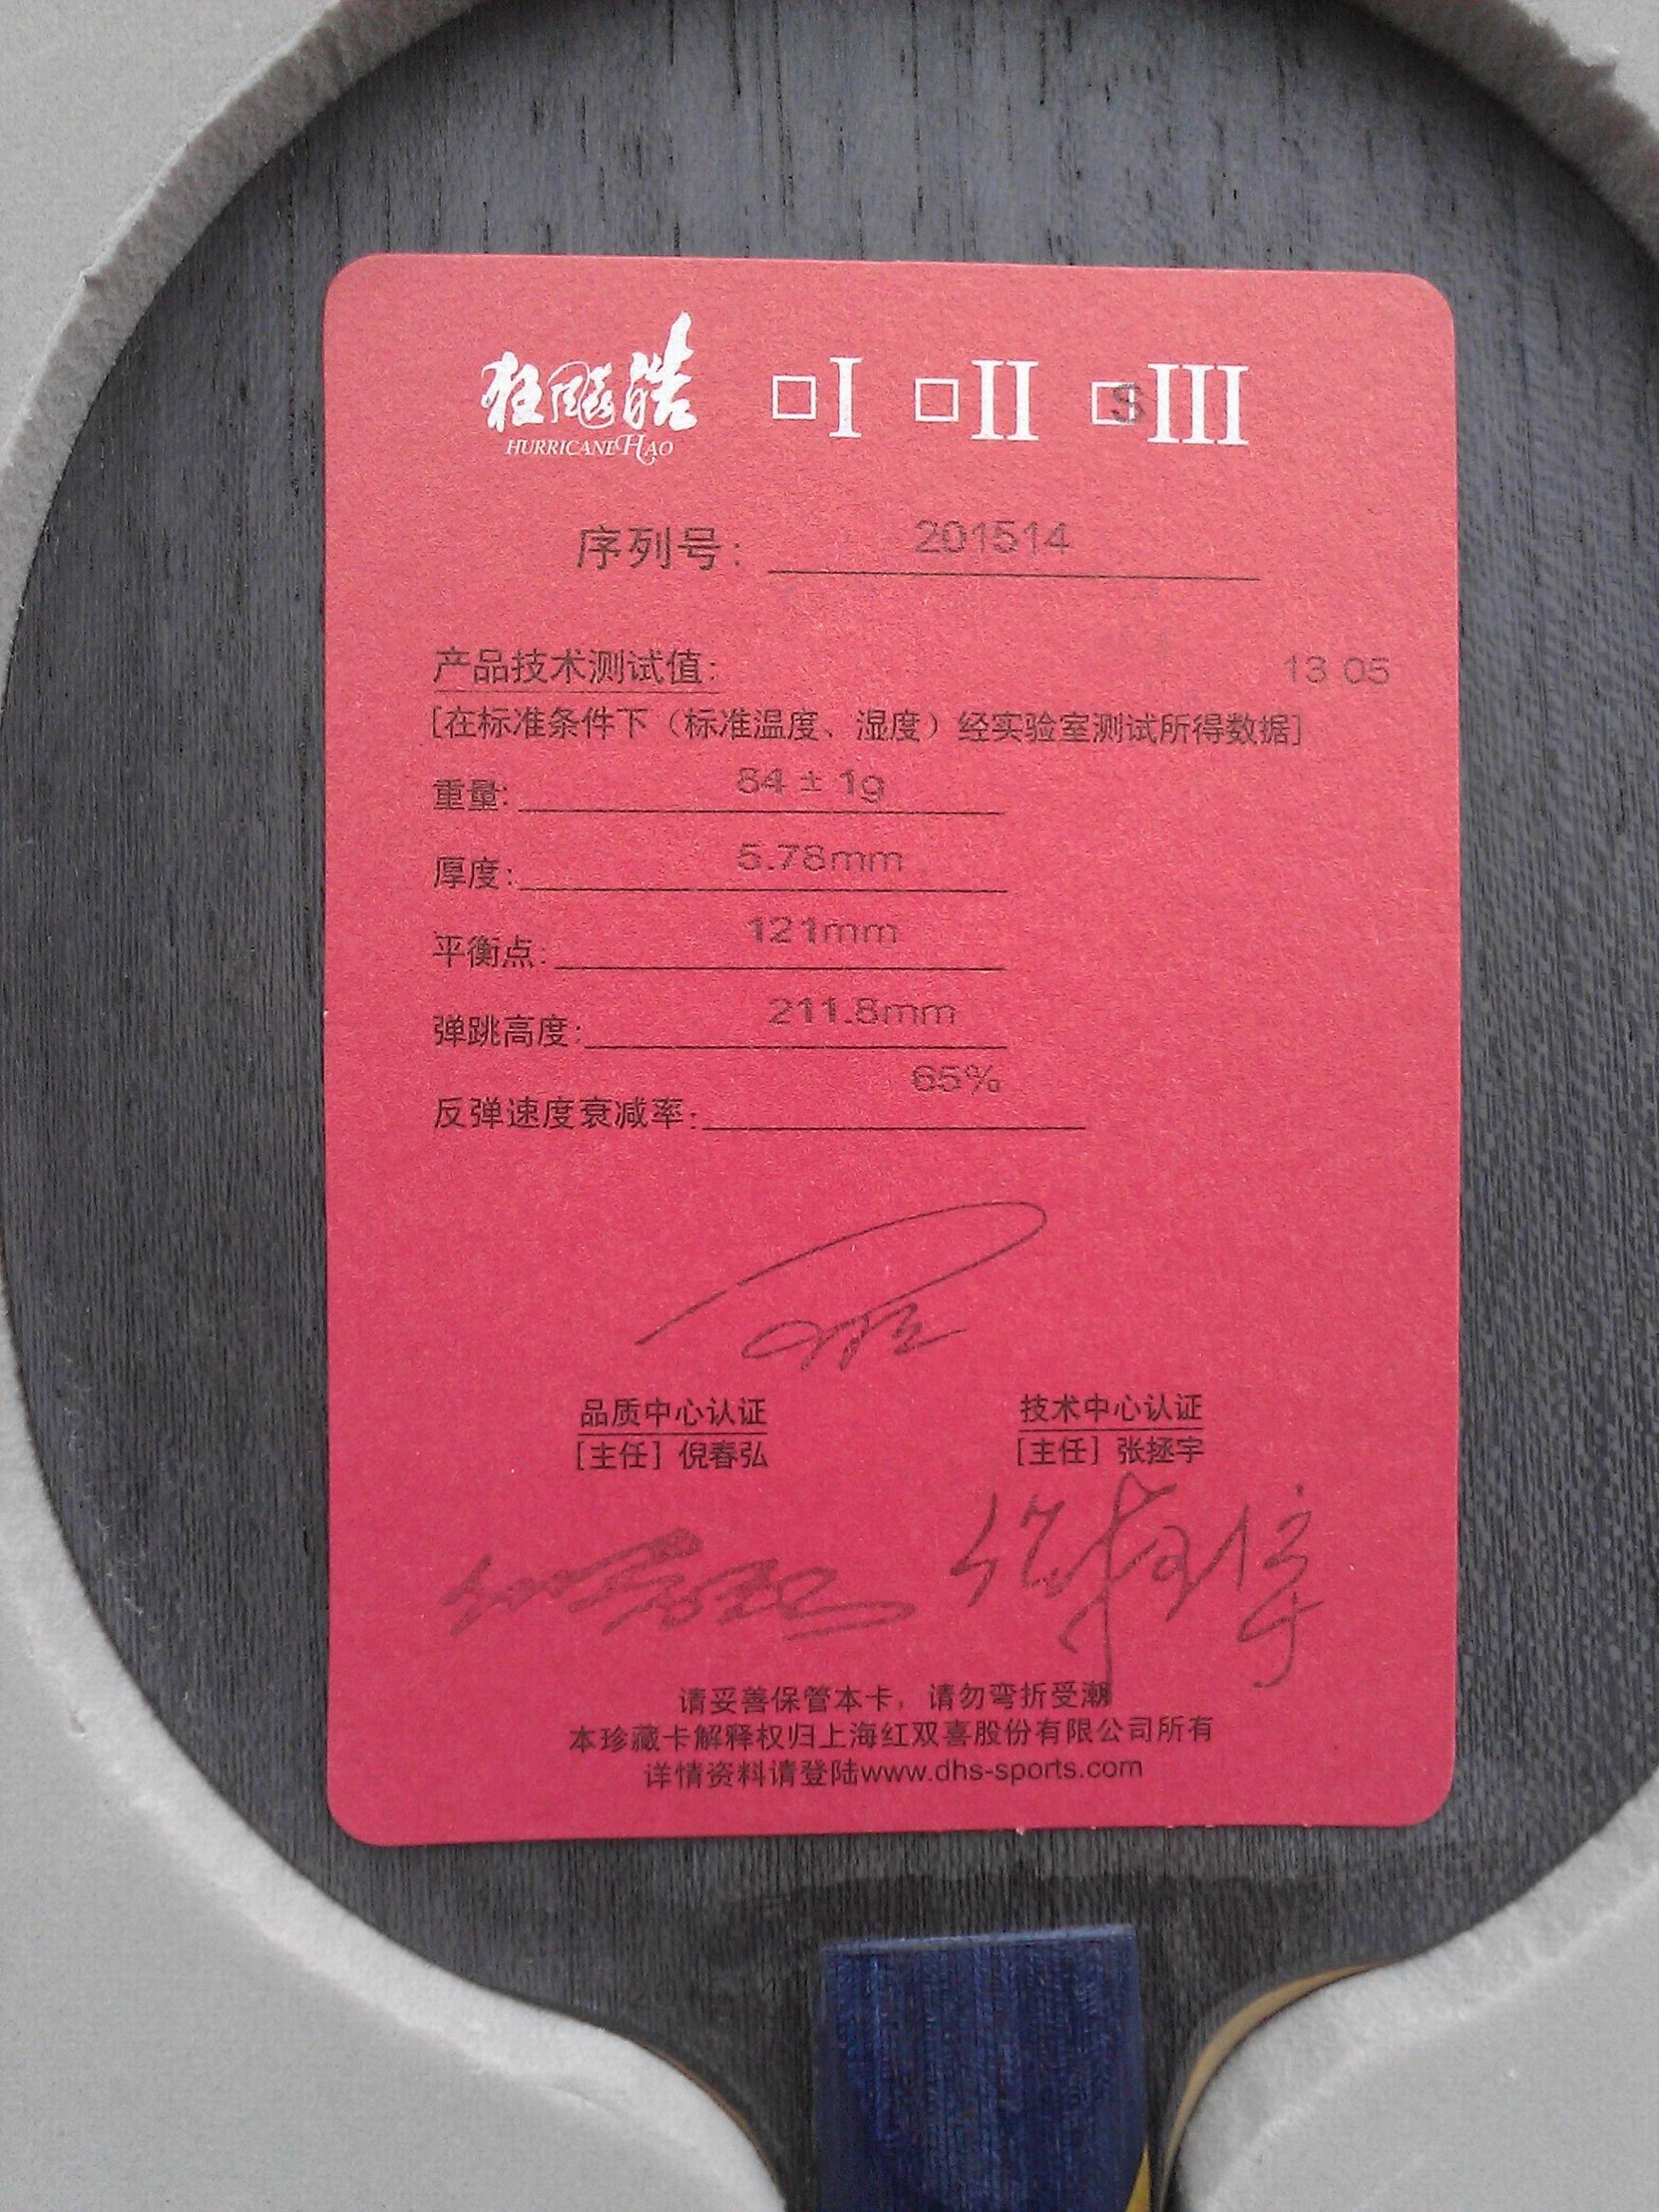 狂飚皓 □I □II □sIII
HURRICANE HAO
序列号: 201514
产品技术测试值: 13 05
[在标准条件下（标准温度、湿度）经实验室测试所得数据]
重量: 84 ± 1g
厚度: 5.78mm
平衡点: 121mm
弹跳高度: 211.8mm
反弹速度衰减率: 65%
品质中心认证 技术中心认证
[主任] 倪春弘 [主任] 张拯宇
请妥善保管本卡，请勿弯折受潮
本珍藏卡解释权归上海红双喜股份有限公司所有
详情资料请登陆www.dhs-sports.com